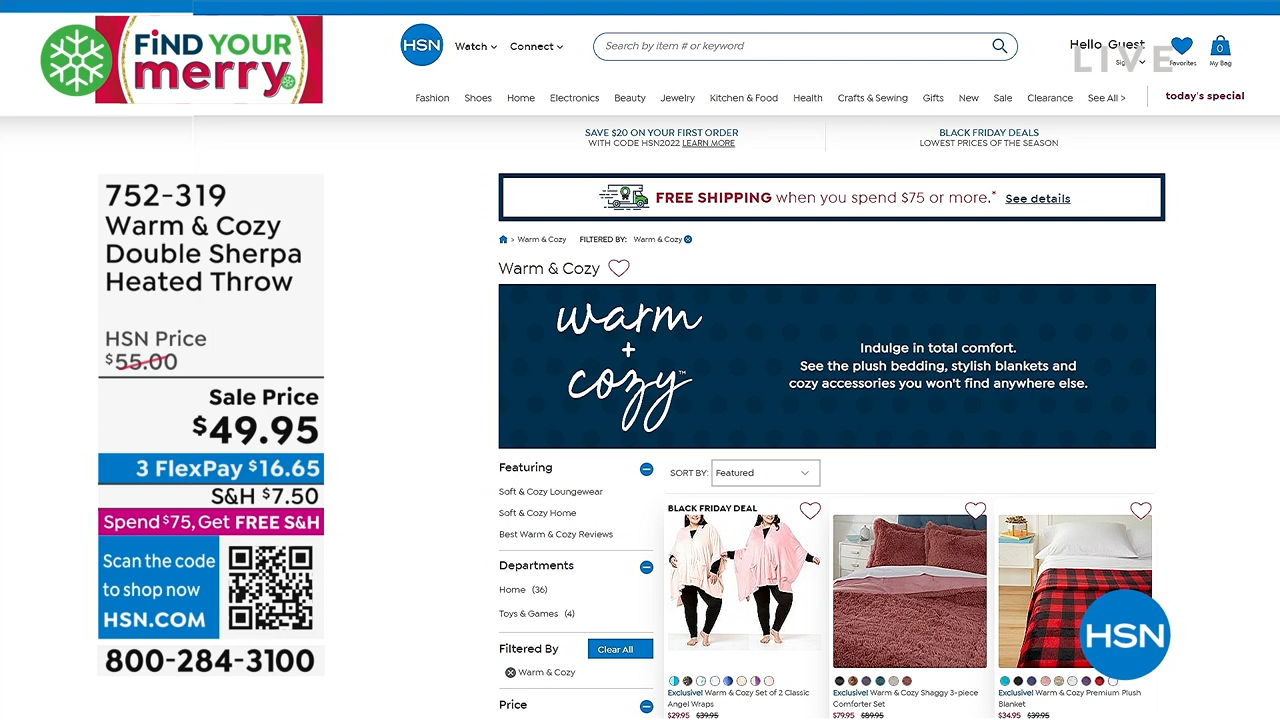 FiND YOUR
merry
HSN
Watch
Connect
Search by item # or keyword
Hello, Guest
LIVE
Favorites
0
My Bag
Fashion Shoes Home Electronics Beauty Jewelry Kitchen & Food Health Crafts & Sewing Gifts New Sale Clearance See All >
today's special
SAVE $20 ON YOUR FIRST ORDER
WITH CODE HSN2022 LEARN MORE
BLACK FRIDAY DEALS
LOWEST PRICES OF THE SEASON
752-319
Warm & Cozy
Double Sherpa
Heated Throw
HSN Price
$55.00
Sale Price
$49.95
3 FlexPay $16.65
S&H $7.50
Spend $75, Get FREE S&H
Scan the code
to shop now
HSN.COM
800-284-3100
FREE SHIPPING when you spend $75 or more.* See details
> Warm & Cozy FILTERED BY: Warm & Cozy
Warm & Cozy
warm
+
cozy™
Indulge in total comfort.
See the plush bedding, stylish blankets and
cozy accessories you won't find anywhere else.
Featuring
Soft & Cozy Loungewear
Soft & Cozy Home
Best Warm & Cozy Reviews
Departments
Home (36)
Toys & Games (4)
Filtered By
Clear All
Warm & Cozy
Price
SORT BY: Featured
BLACK FRIDAY DEAL
Exclusive! Warm & Cozy Set of 2 Classic
Angel Wraps
$29.95 $39.95
Exclusive! Warm & Cozy Shaggy 3-piece
Comforter Set
$79.95 $89.95
Exclusive! Warm & Cozy Premium Plush
Blanket
$34.95 $39.95
HSN